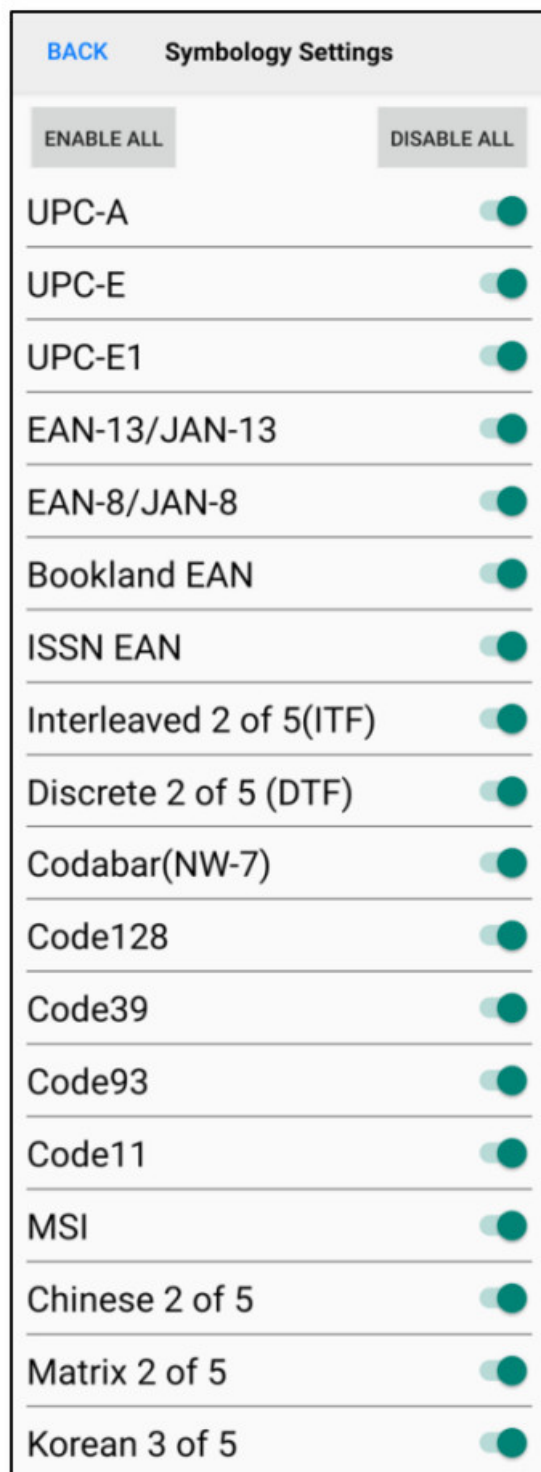 BACK Symbology Settings
ENABLE ALL DISABLE ALL
UPC-A
UPC-E
UPC-E1
EAN-13/JAN-13
EAN-8/JAN-8
Bookland EAN
ISSN EAN
Interleaved 2 of 5(ITF)
Discrete 2 of 5 (DTF)
Codabar(NW-7)
Code128
Code39
Code93
Code11
MSI
Chinese 2 of 5
Matrix 2 of 5
Korean 3 of 5